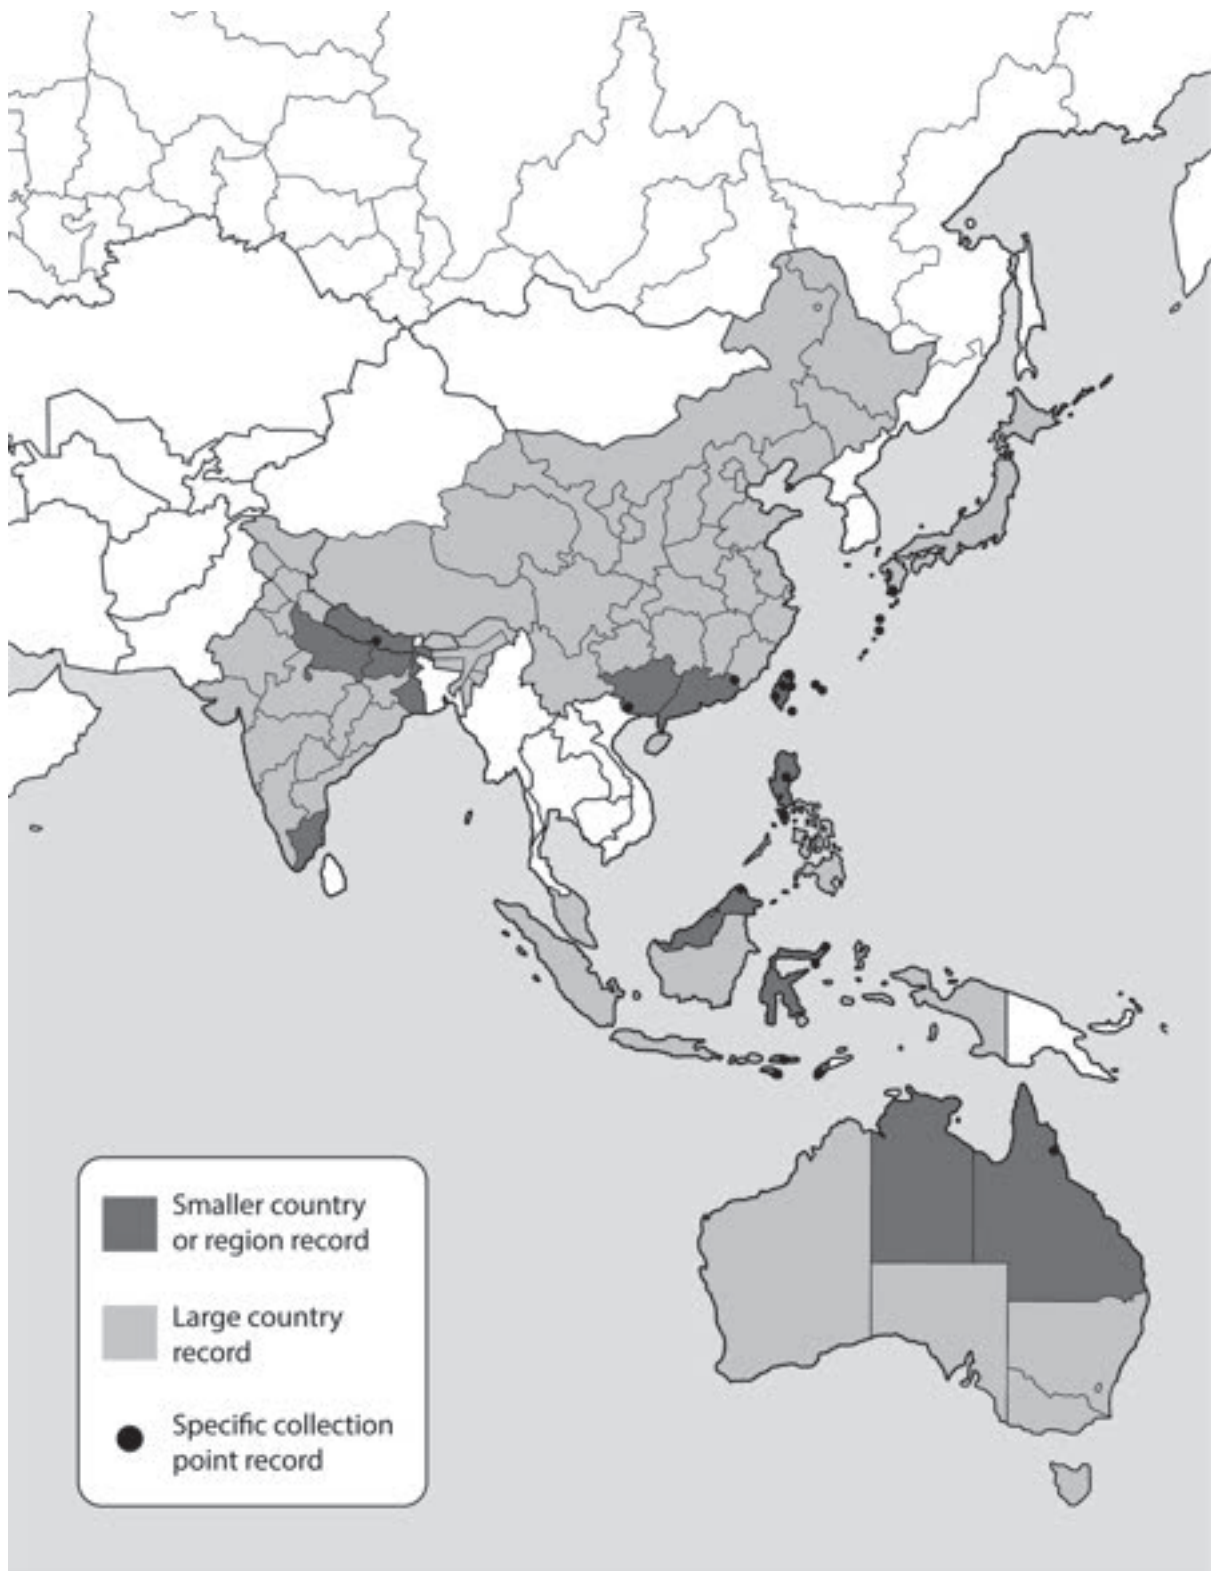 Smaller country
or region record
Large country
record
Specific collection
point record